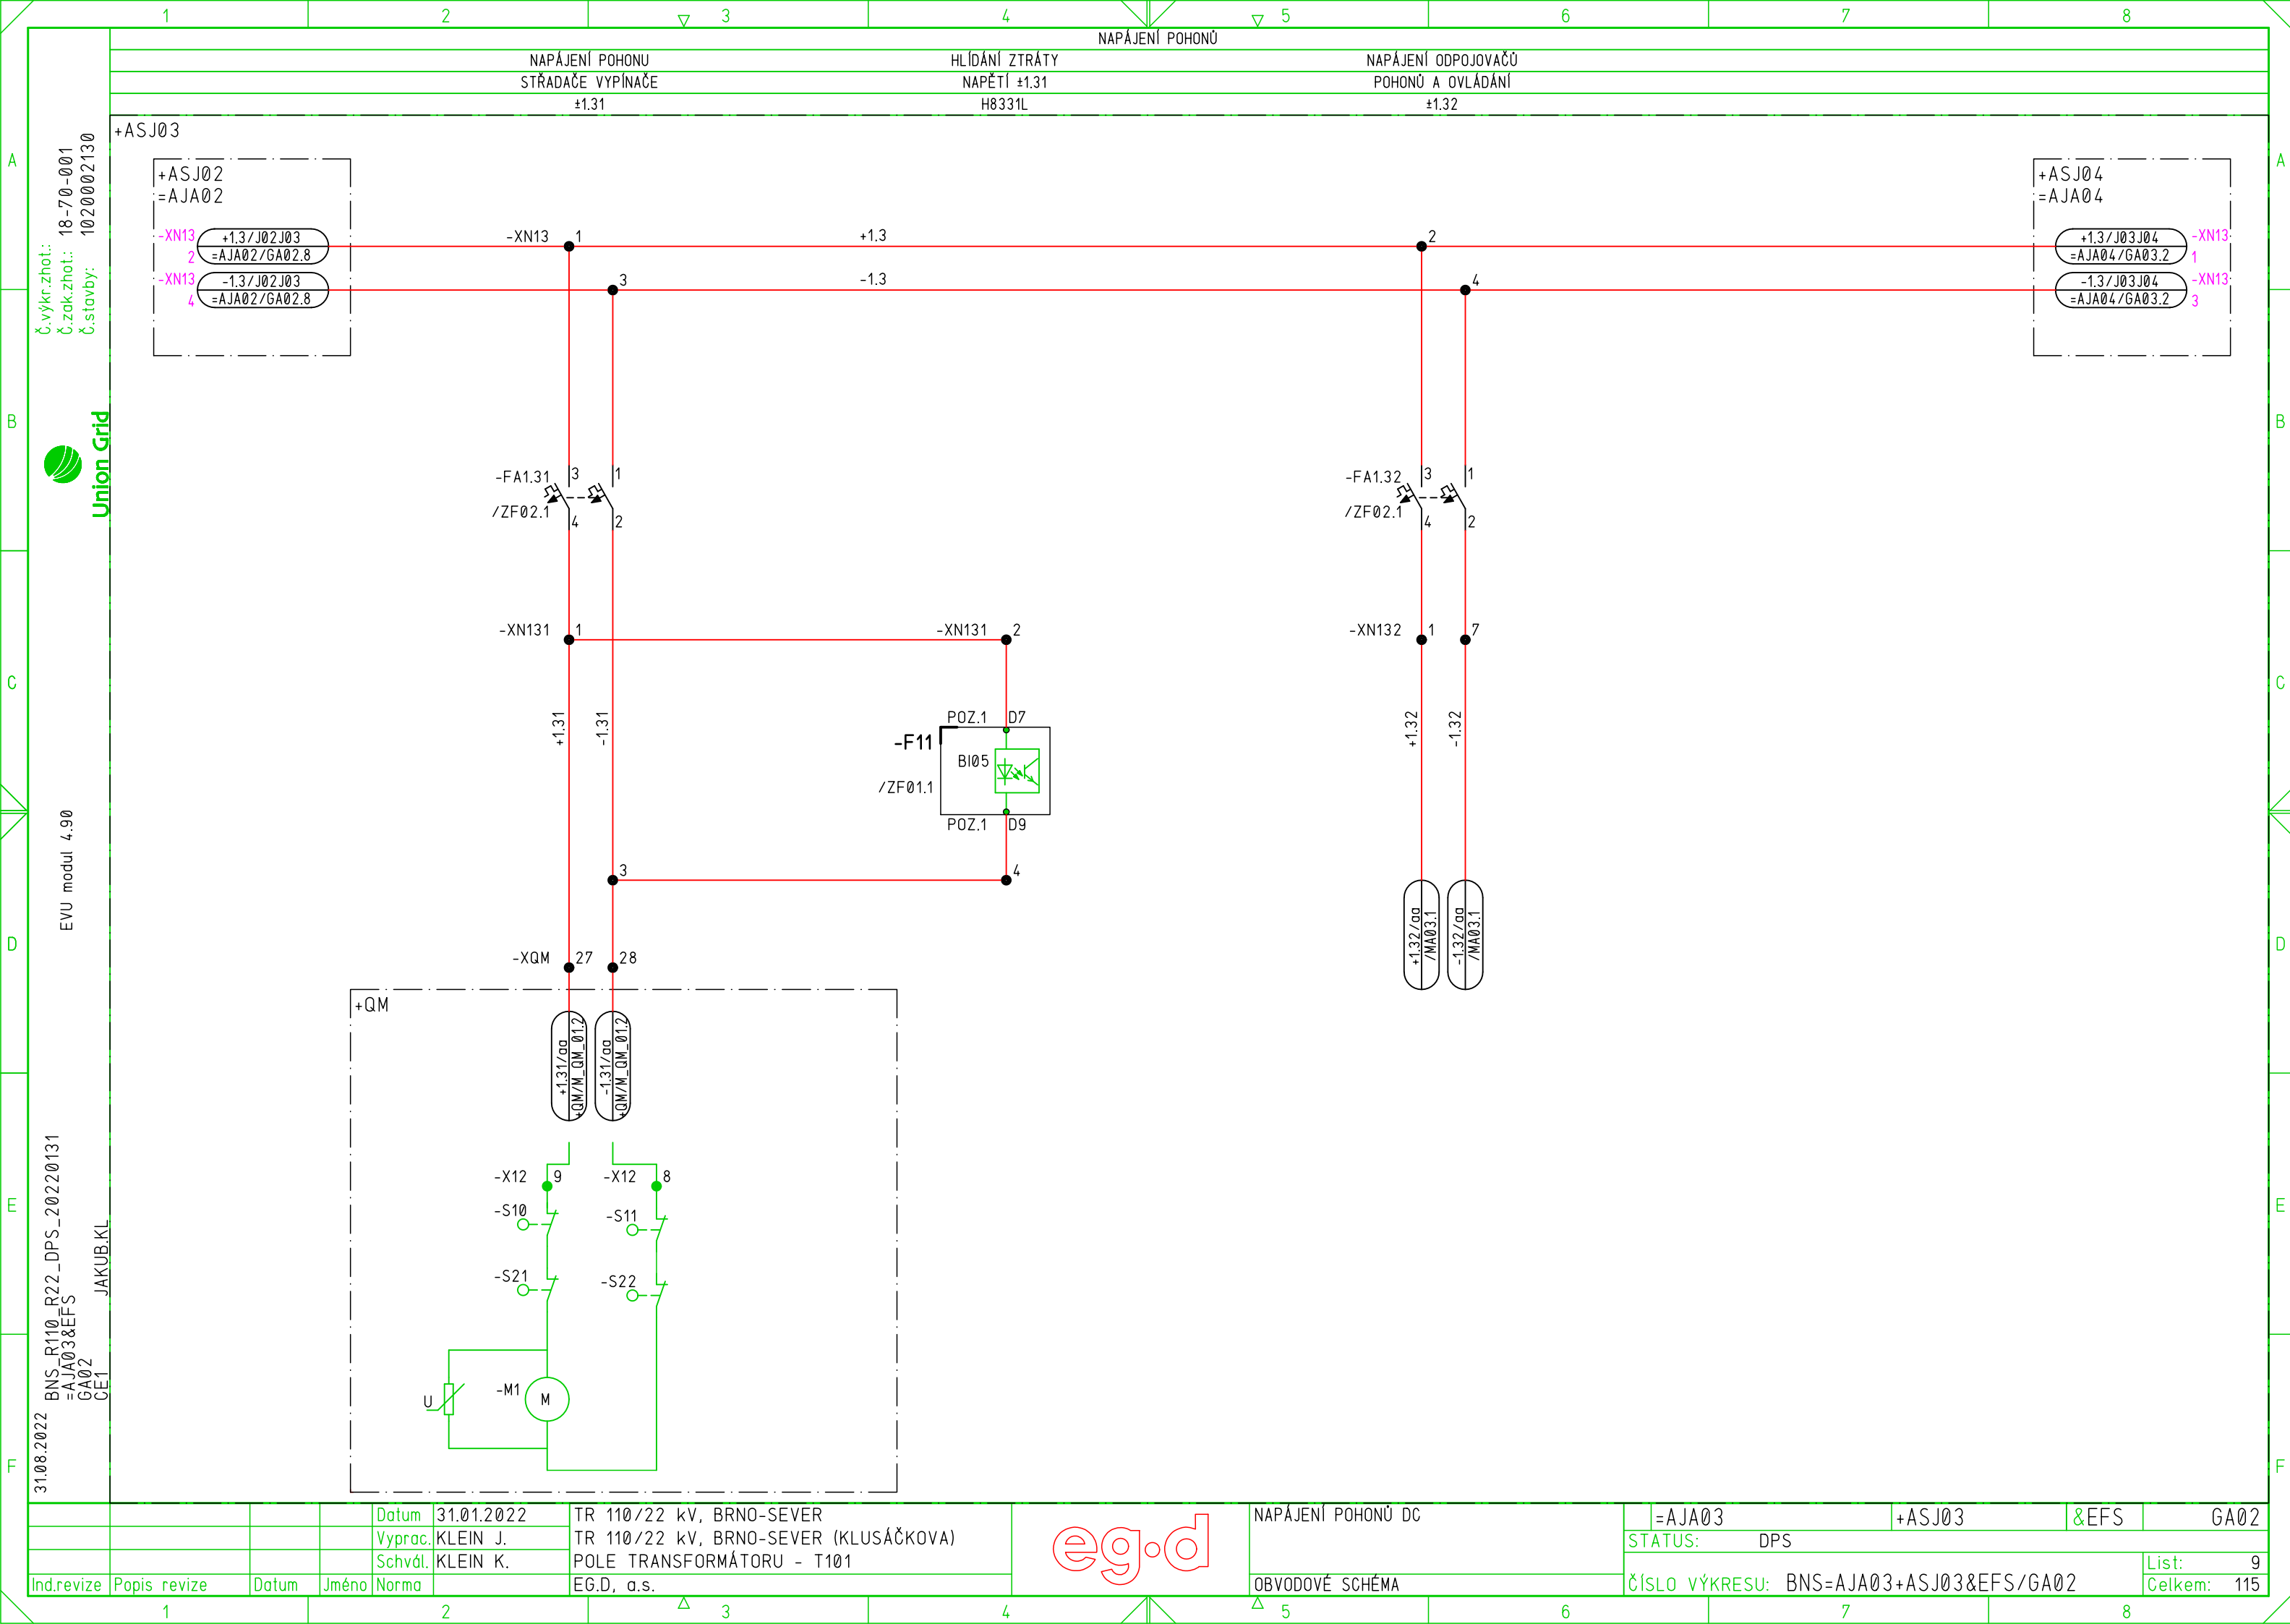 1 2 3 4 5 6 7 8
NAPÁJENÍ POHONŮ
NAPÁJENÍ POHONU HLÍDÁNÍ ZTRÁTY NAPÁJENÍ ODPOJOVAČŮ
STŘADAČE VYPÍNAČE NAPĚTÍ ±1.31 POHONŮ A OVLÁDÁNÍ
±1.31 H8331L ±1.32
+ASJ03
A A
+ASJ02
=AJA02
+ASJ04
=AJA04
-XN13
2
+1.3/J02J03
=AJA02/GA02.8
-XN13 1
+1.3
2
+1.3/J03J04
=AJA04/GA03.2
-XN13
1
-XN13
4
-1.3/J02J03
=AJA02/GA02.8
3
-1.3
4
-1.3/J03J04
=AJA04/GA03.2
-XN13
3
Č.výkr.zhot.:
Č.zak.zhot.: 18-70-001
Č.stavby: 1020002130
B B
Union Grid
-FA1.31 3 1
/ZF02.1 4 2
-FA1.32 3 1
/ZF02.1 4 2
C C
-XN131 1
-XN131 2
-XN132 1 7
+1.31 -1.31
+1.32 -1.32
POZ.1 D7
-F11
BI05
/ZF01.1
POZ.1 D9
3 4
EVU modul 4.90
D D
+1.32/aa
/MA03.1
-1.32/aa
/MA03.1
-XQM 27 28
+QM
+1.31/aa
+QM/M_QM_01.2
-1.31/aa
+QM/M_QM_01.2
E E
-X12 9 -X12 8
-S10 -S11
-S21 -S22
U -M1 M
F F
BNS_R110_R22_DPS_20220131
=AJA03&EFS
GA02
CE1 JAKUB.KL
31.08.2022
Datum 31.01.2022 TR 110/22 kV, BRNO-SEVER
Vyprac. KLEIN J. TR 110/22 kV, BRNO-SEVER (KLUSÁČKOVA)
Schvál. KLEIN K. POLE TRANSFORMÁTORU - T101
Ind.revize Popis revize Datum Jméno Norma EG.D, a.s.
eg.d
NAPÁJENÍ POHONŮ DC
OBVODOVÉ SCHÉMA
=AJA03 +ASJ03 &EFS GA02
STATUS: DPS
List: 9
ČÍSLO VÝKRESU: BNS=AJA03+ASJ03&EFS/GA02 Celkem: 115
1 2 3 4 5 6 7 8